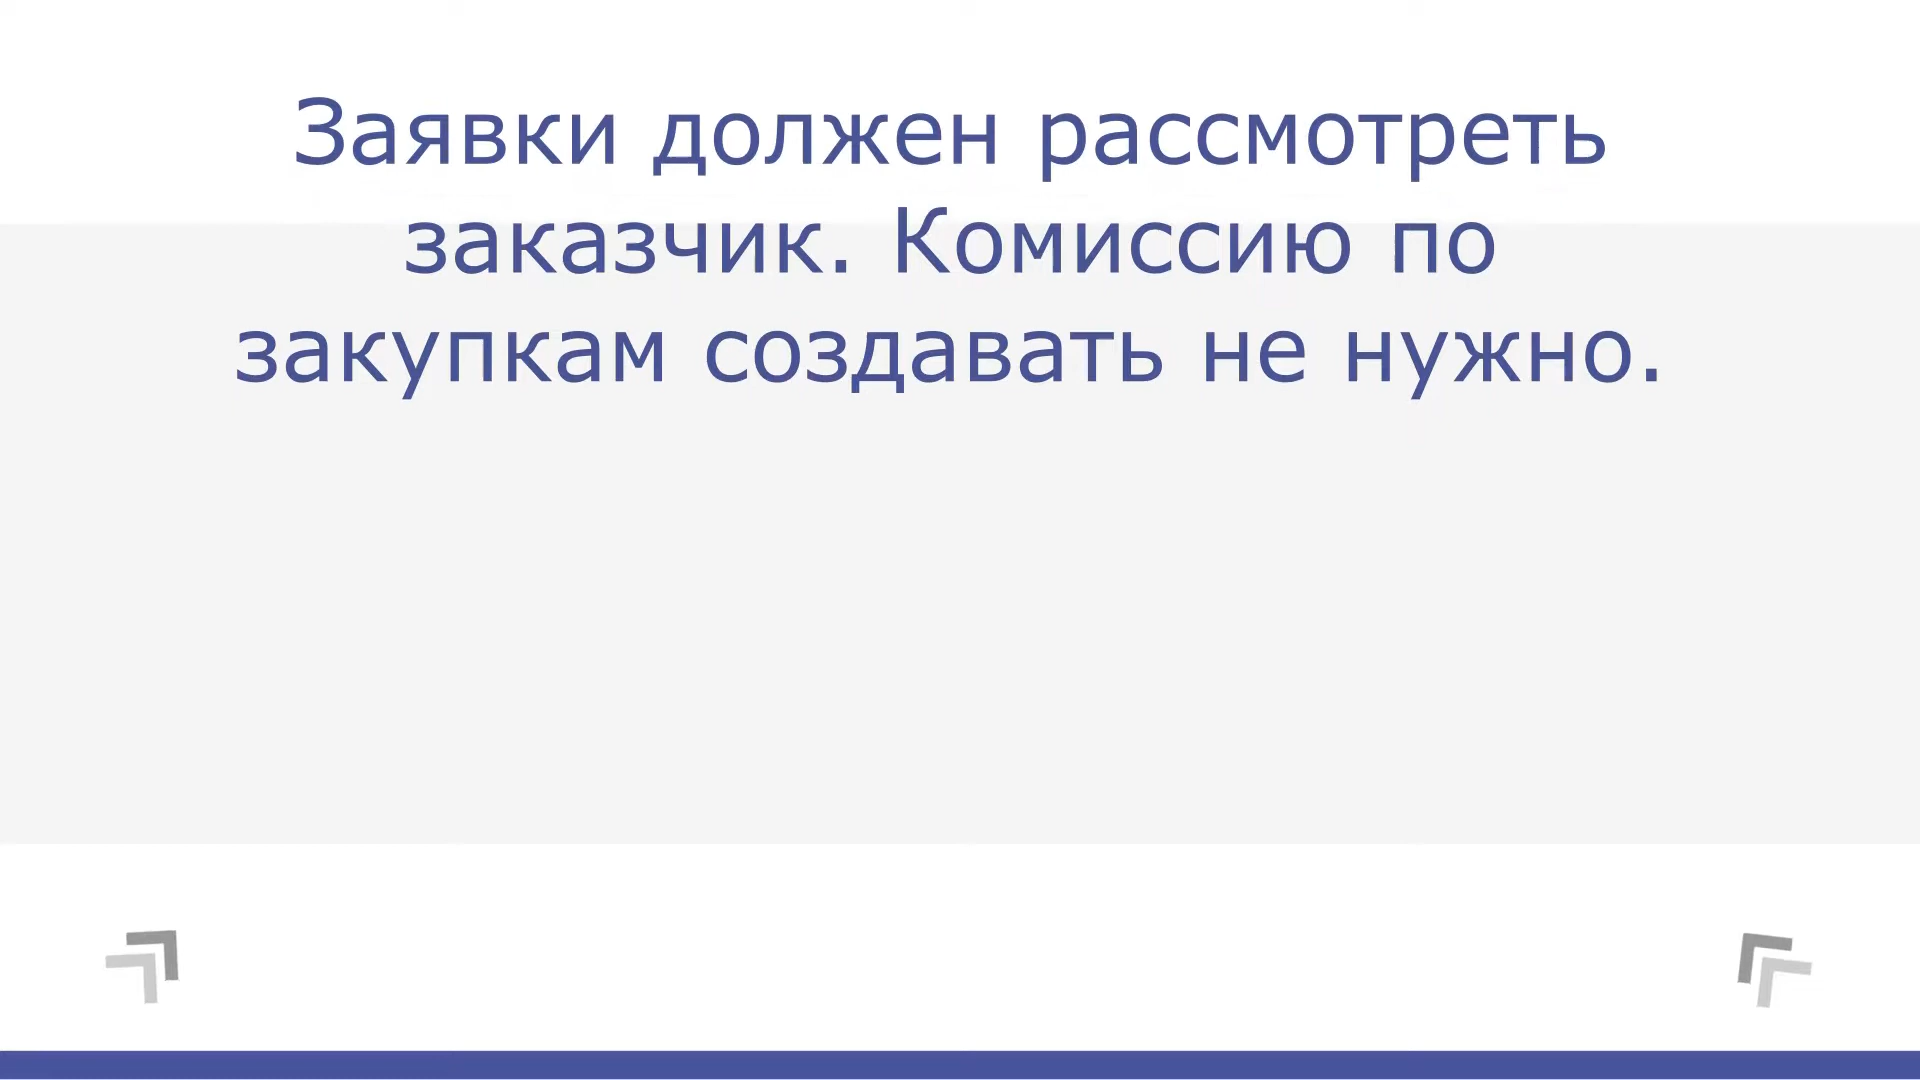 Заявки должен рассмотреть
заказчик. Комиссию по
закупкам создавать не нужно.